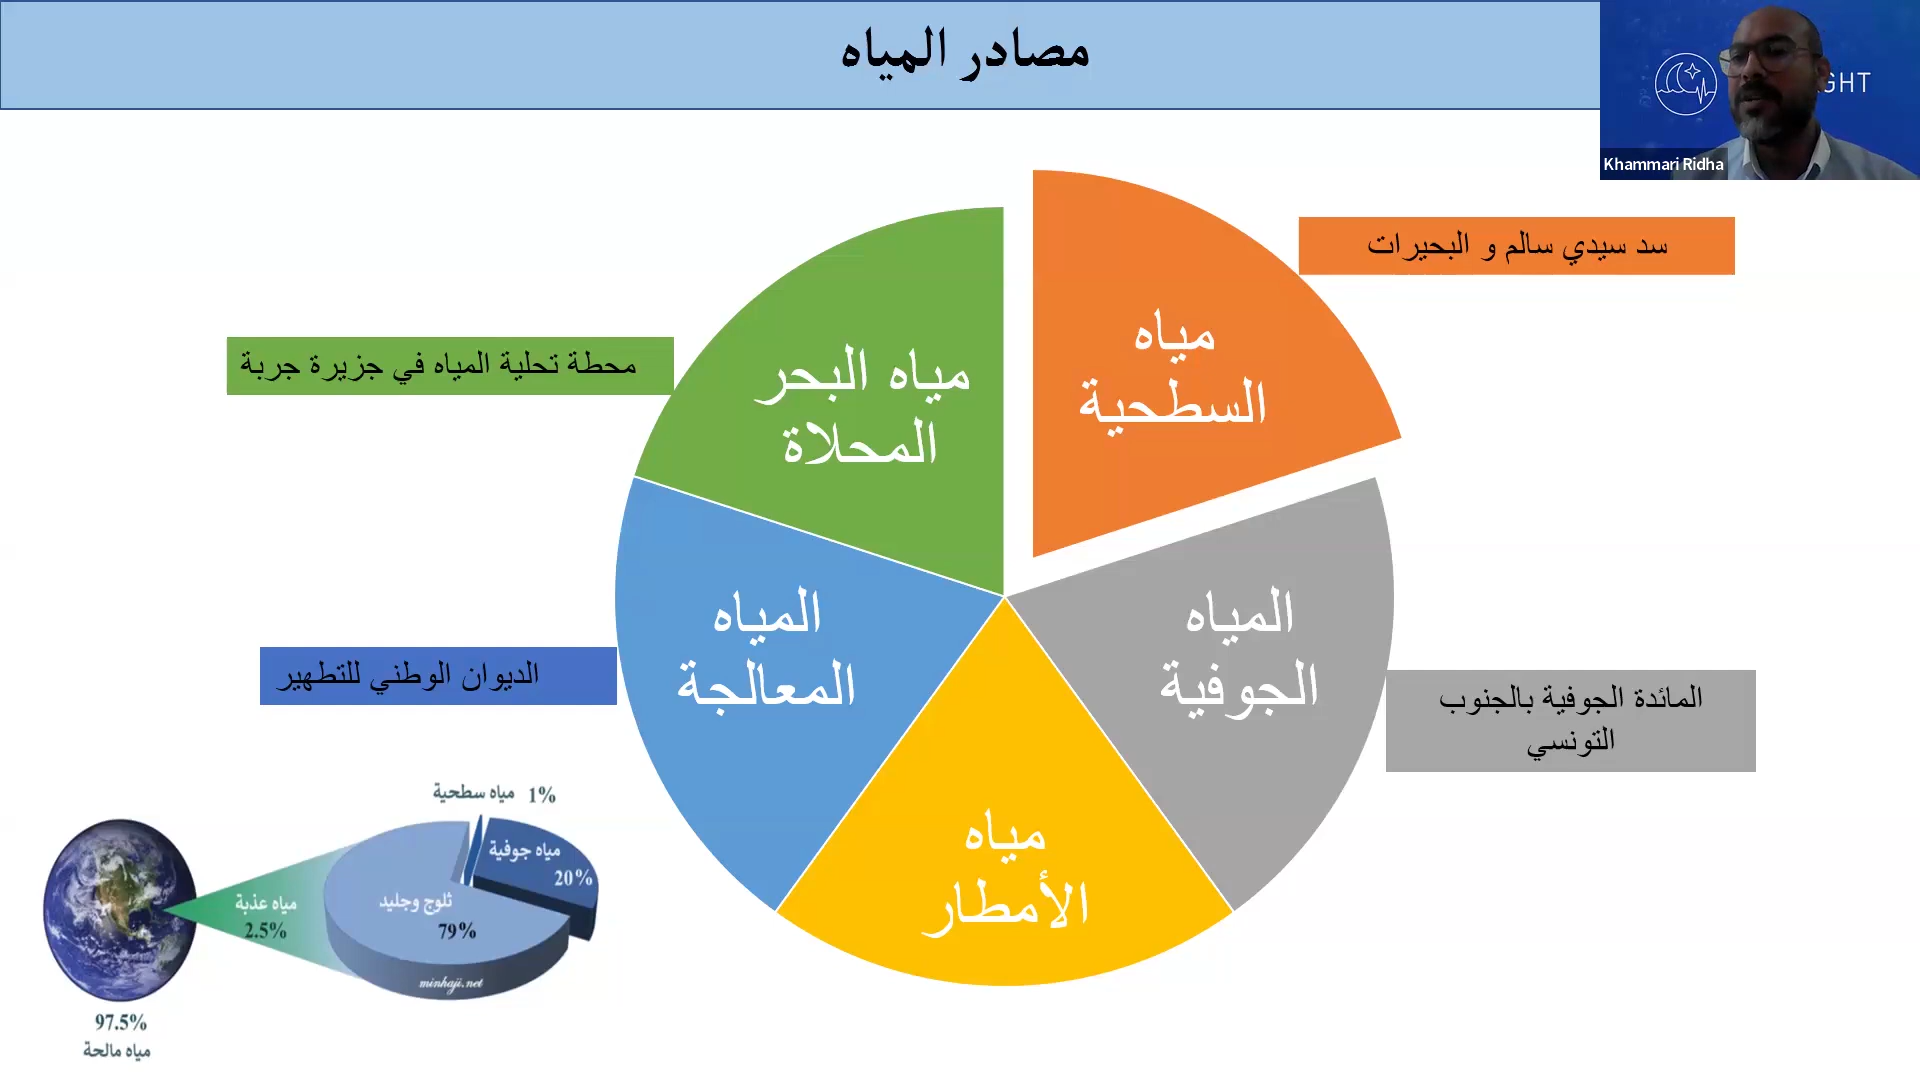 مصادر المياه
GHT
Khammari Ridha
سد سيدي سالم و البحيرات
مياه
السطحية
محطة تحلية المياه في جزيرة جربة
مياه البحر
المحلاة
المياه
الجوفية
المائدة الجوفية بالجنوب
التونسي
المياه
المعالجة
الديوان الوطني للتطهير
مياه
الأمطار
مياه سطحية 1%
مياه جوفية
20%
ثلوج وجليد
79%
مياه عذبة
2.5%
minhaji.net
97.5%
مياه مالحة